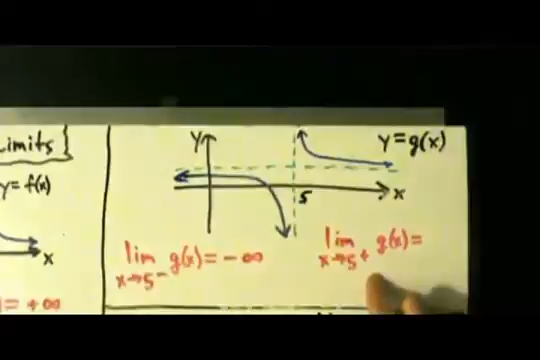 Limits
y = f(x)
x
= +∞
y
y = g(x)
5
x
lim g(x) = -∞
x→5⁻
lim g(x) =
x→5⁺